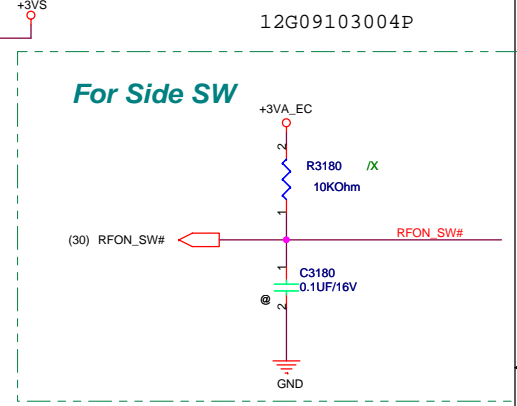 +3VS
12G09103004P
For Side SW
+3VA_EC
2
R3180 /X
10KOhm
1
(30) RFON_SW# RFON_SW#
1
C3180
0.1UF/16V
@
2
GND